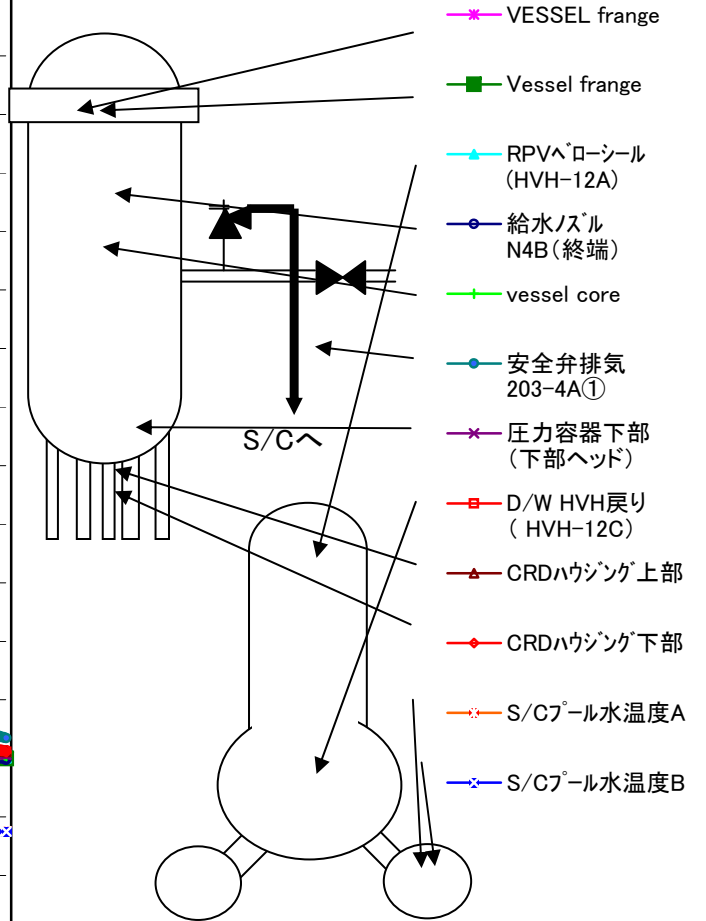 VESSEL frange
Vessel frange
RPVベローシール
(HVH-12A)
給水ノズル
N4B(終端)
vessel core
安全弁排気
203-4A①
圧力容器下部
(下部ヘッド)
D/W HVH戻り
( HVH-12C)
CRDハウジング上部
CRDハウジング下部
S/Cプール水温度A
S/Cプール水温度B
S/Cへ